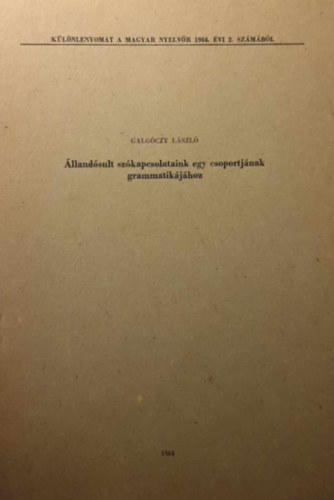 KÜLÖNLENYOMAT A MAGYAR NYELVŐR 1964. ÉVI 2. SZÁMÁBÓL
GALGÓCZY LÁSZLÓ
Állandósult szókapcsolataink egy csoportjának
grammatikájához
1964